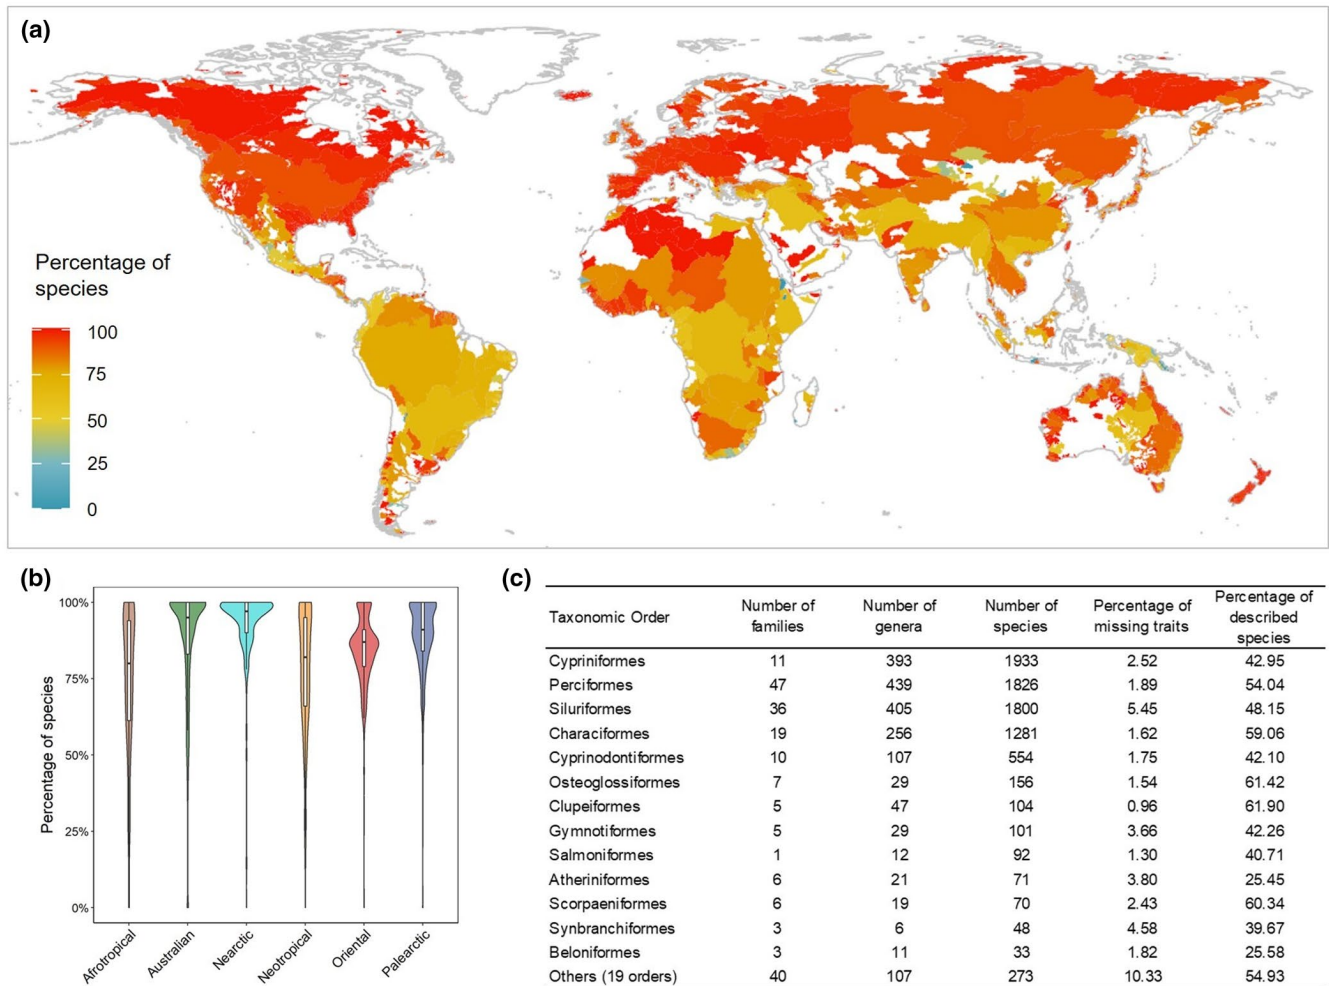 (a)
Percentage of
species
100
75
50
25
0
(b)
Percentage of species
100%
75%
50%
25%
0%
Afrotropical
Australian
Nearctic
Neotropical
Oriental
Palearctic
(c)
Taxonomic Order Number of families Number of genera Number of species Percentage of missing traits Percentage of described species
Cypriniformes 11 393 1933 2.52 42.95
Perciformes 47 439 1826 1.89 54.04
Siluriformes 36 405 1800 5.45 48.15
Characiformes 19 256 1281 1.62 59.06
Cyprinodontiformes 10 107 554 1.75 42.10
Osteoglossiformes 7 29 156 1.54 61.42
Clupeiformes 5 47 104 0.96 61.90
Gymnotiformes 5 29 101 3.66 42.26
Salmoniformes 1 12 92 1.30 40.71
Atheriniformes 6 21 71 3.80 25.45
Scorpaeniformes 6 19 70 2.43 60.34
Synbranchiformes 3 6 48 4.58 39.67
Beloniformes 3 11 33 1.82 25.58
Others (19 orders) 40 107 273 10.33 54.93